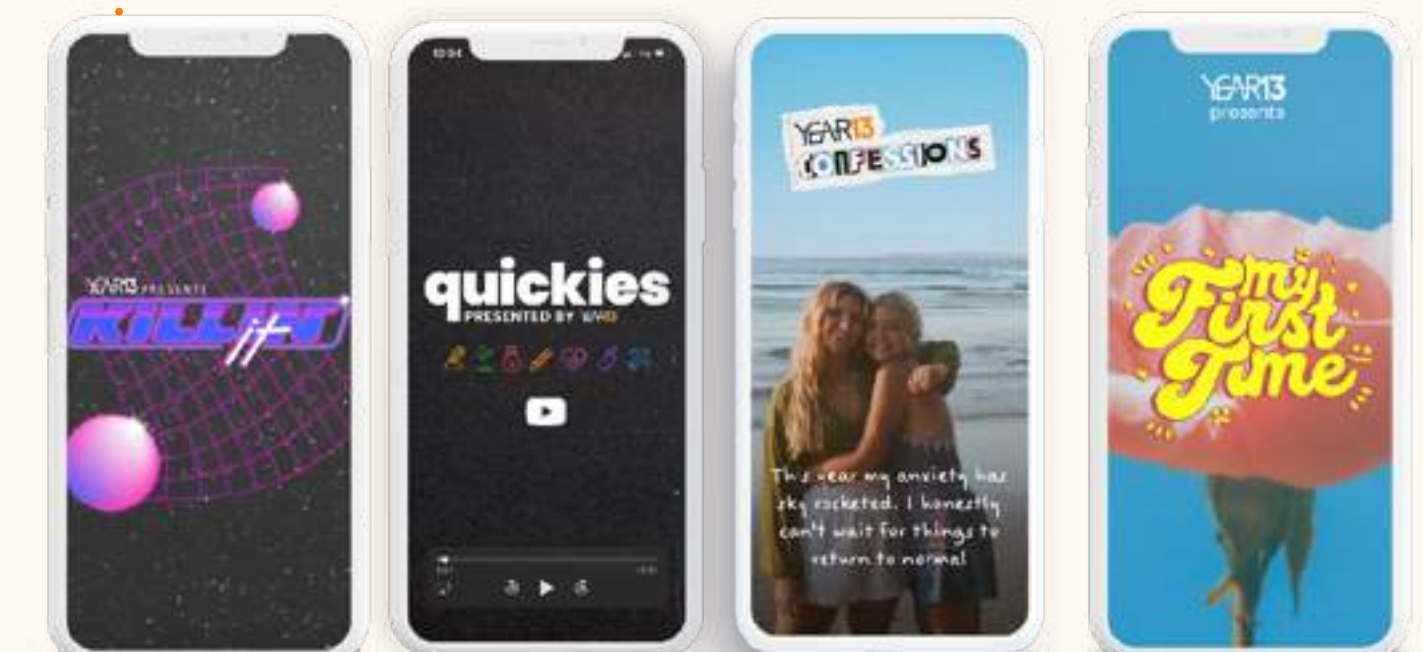 YEAR13 PRESENTS
KILLIN'
it
quickies
PRESENTED BY
YEAR13
CONFESSIONS
This year my anxiety has
sky rocketed. I honestly
can't wait for things to
return to normal
YEAR13
presents
my
First
Time